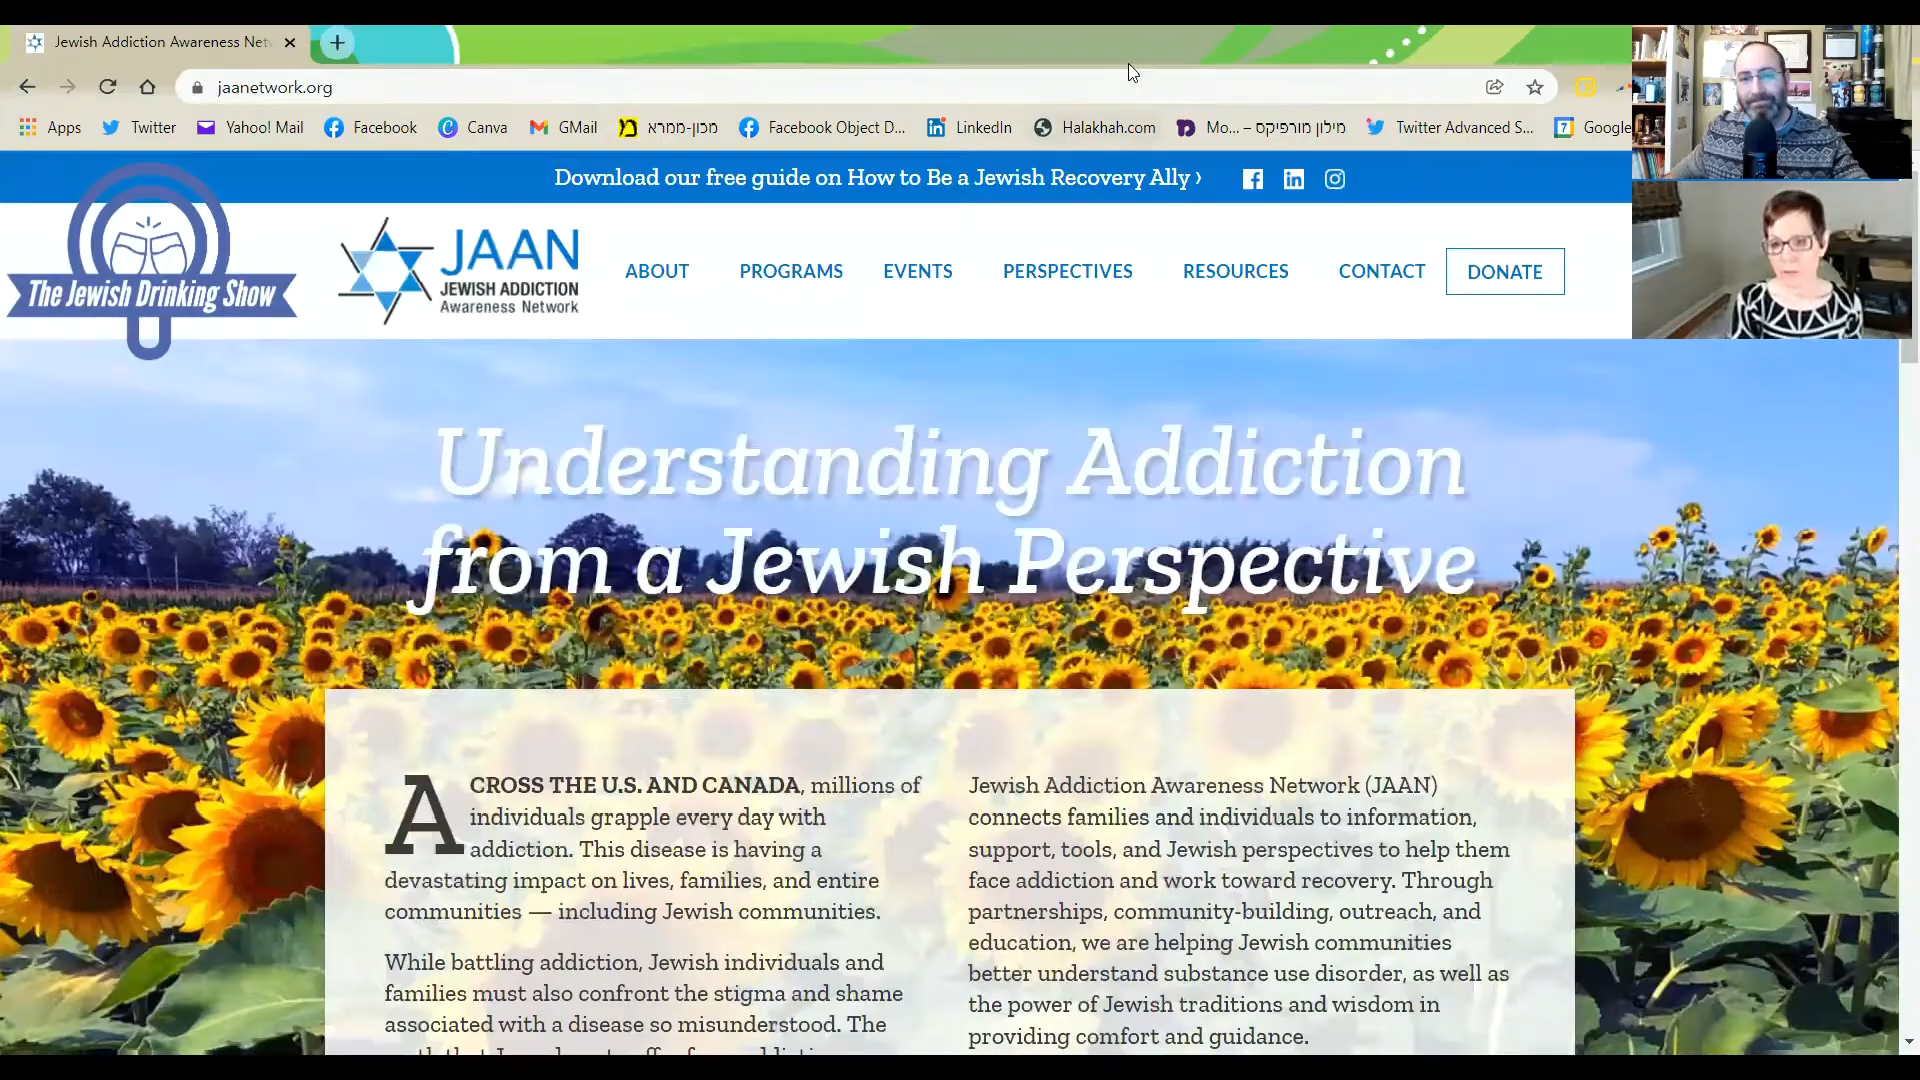 Jewish Addiction Awareness Net
jaanetwork.org
Apps Twitter Yahoo! Mail Facebook Canva GMail מכון-ממרא Facebook Object D... LinkedIn Halakhah.com Mo... – מילון מורפיקס Twitter Advanced S... Google
Download our free guide on How to Be a Jewish Recovery Ally ›
The Jewish Drinking Show
JAAN
JEWISH ADDICTION
Awareness Network
ABOUT PROGRAMS EVENTS PERSPECTIVES RESOURCES CONTACT DONATE
Understanding Addiction
from a Jewish Perspective
ACROSS THE U.S. AND CANADA, millions of
individuals grapple every day with
addiction. This disease is having a
devastating impact on lives, families, and entire
communities — including Jewish communities.
While battling addiction, Jewish individuals and
families must also confront the stigma and shame
associated with a disease so misunderstood. The
Jewish Addiction Awareness Network (JAAN)
connects families and individuals to information,
support, tools, and Jewish perspectives to help them
face addiction and work toward recovery. Through
partnerships, community-building, outreach, and
education, we are helping Jewish communities
better understand substance use disorder, as well as
the power of Jewish traditions and wisdom in
providing comfort and guidance.